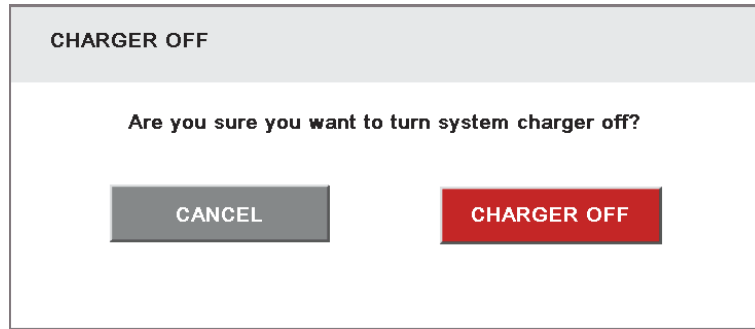 CHARGER OFF
Are you sure you want to turn system charger off?
CANCEL
CHARGER OFF